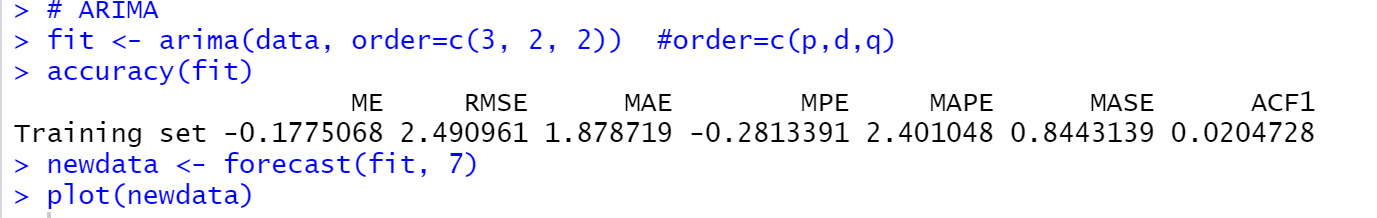 > # ARIMA
> fit <- arima(data, order=c(3, 2, 2))  #order=c(p,d,q)
> accuracy(fit)
                     ME     RMSE      MAE        MPE     MAPE      MASE      ACF1
Training set -0.1775068 2.490961 1.878719 -0.2813391 2.401048 0.8443139 0.0204728
> newdata <- forecast(fit, 7)
> plot(newdata)